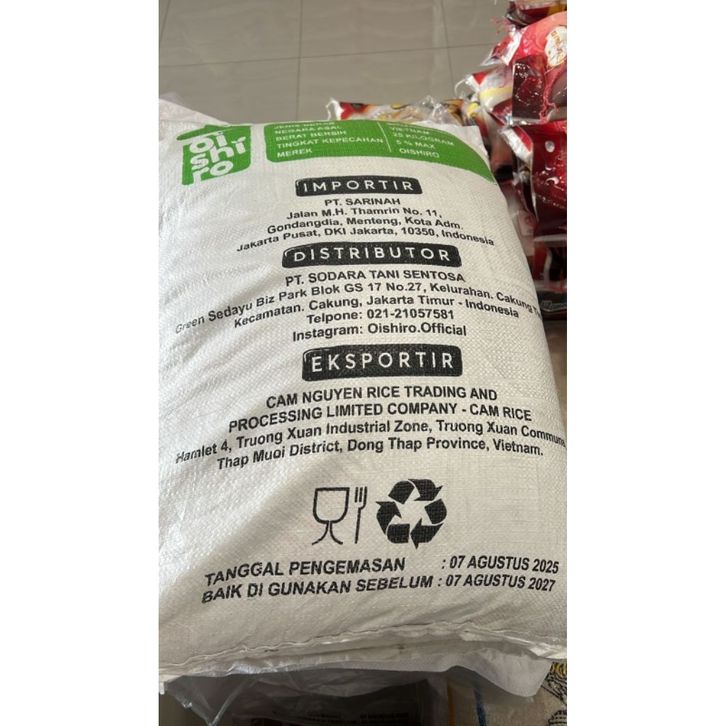 Oishiro
JENIS BERAS
NEGARA ASAL VIETNAM
BERAT BERSIH 25 KILOGRAM
TINGKAT KEPECAHAN 5 % MAX
MEREK OISHIRO
IMPORTIR
PT. SARINAH
Jalan M.H. Thamrin No. 11,
Gondangdia, Menteng, Kota Adm.
Jakarta Pusat, DKI Jakarta, 10350, Indonesia
DISTRIBUTOR
PT. SODARA TANI SENTOSA
Green Sedayu Biz Park Blok GS 17 No.27, Kelurahan. Cakung
Kecamatan. Cakung, Jakarta Timur - Indonesia
Telpone: 021-21057581
Instagram: Oishiro.Official
EKSPORTIR
CAM NGUYEN RICE TRADING AND
PROCESSING LIMITED COMPANY - CAM RICE
Hamlet 4, Truong Xuan Industrial Zone, Truong Xuan Commune,
Thap Muoi District, Dong Thap Province, Vietnam.
TANGGAL PENGEMASAN : 07 AGUSTUS 2025
BAIK DI GUNAKAN SEBELUM : 07 AGUSTUS 2027